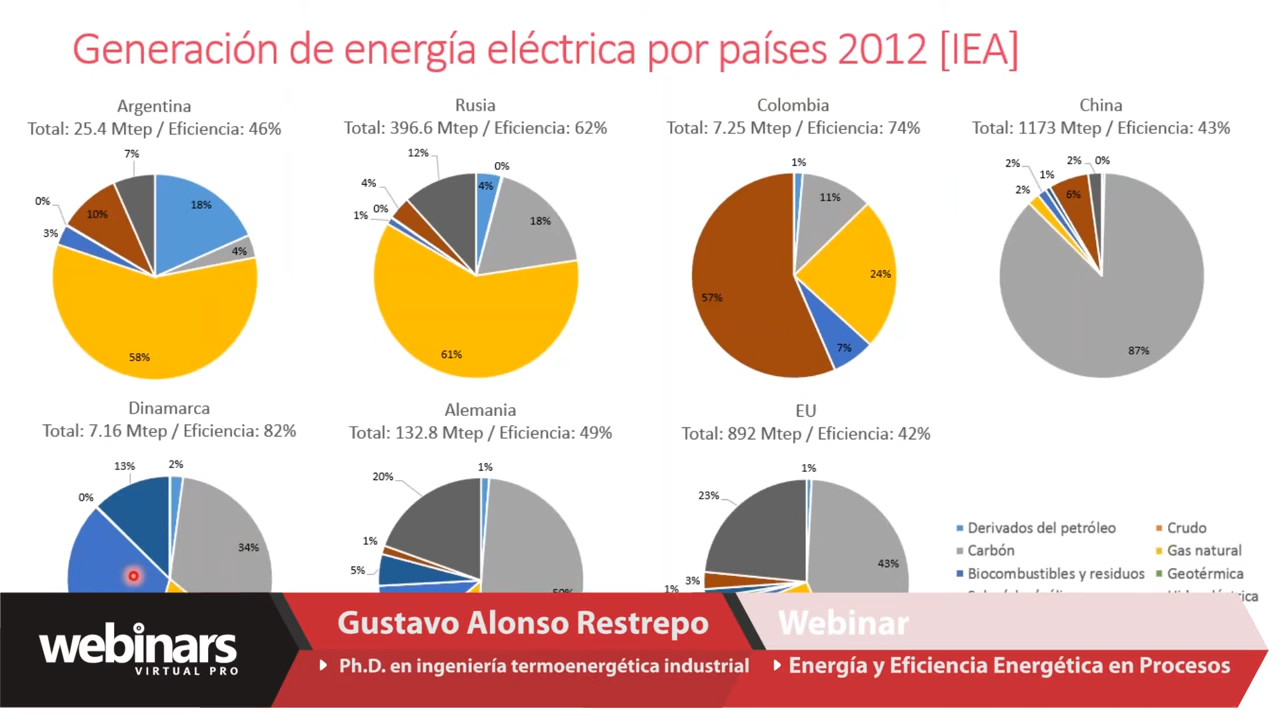 Generación de energía eléctrica por países 2012 [IEA]
Argentina
Total: 25.4 Mtep / Eficiencia: 46%
7%
18%
0%
10%
3%
4%
58%
Rusia
Total: 396.6 Mtep / Eficiencia: 62%
12%
0%
4%
4%
0%
1%
18%
61%
Colombia
Total: 7.25 Mtep / Eficiencia: 74%
1%
11%
24%
57%
7%
China
Total: 1173 Mtep / Eficiencia: 43%
2%
2%
0%
1%
2%
6%
87%
Dinamarca
Total: 7.16 Mtep / Eficiencia: 82%
13%
2%
0%
34%
Alemania
Total: 132.8 Mtep / Eficiencia: 49%
1%
20%
1%
5%
EU
Total: 892 Mtep / Eficiencia: 42%
1%
23%
43%
3%
1%
Derivados del petróleo
Crudo
Carbón
Gas natural
Biocombustibles y residuos
Geotérmica
webinars
VIRTUAL PRO
Gustavo Alonso Restrepo
Ph.D. en ingeniería termoenergética industrial
Webinar
Energía y Eficiencia Energética en Procesos